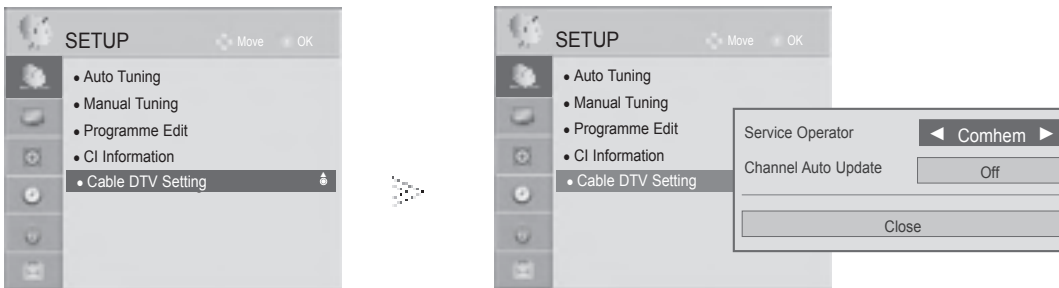 SETUP
Move OK
• Auto Tuning
• Manual Tuning
• Programme Edit
• CI Information
• Cable DTV Setting
SETUP
Move OK
• Auto Tuning
• Manual Tuning
• Programme Edit
• CI Information
• Cable DTV Setting
Service Operator ◀ Comhem ▶
Channel Auto Update Off
Close